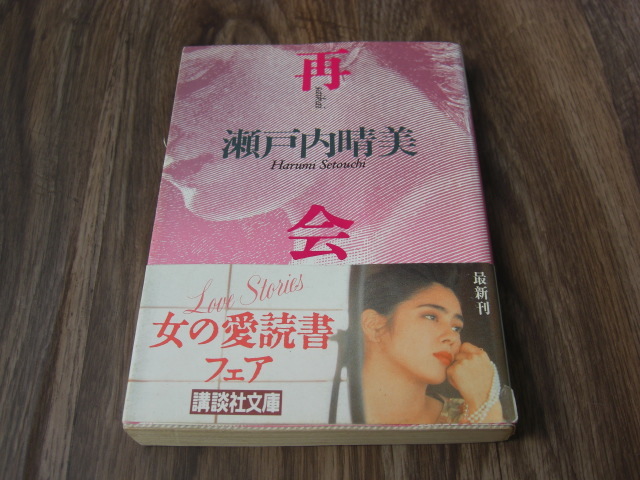 再会
saikai
瀬戸内晴美
Harumi Setouchi
Love Stories
女の愛読書
フェア
講談社文庫
最新刊